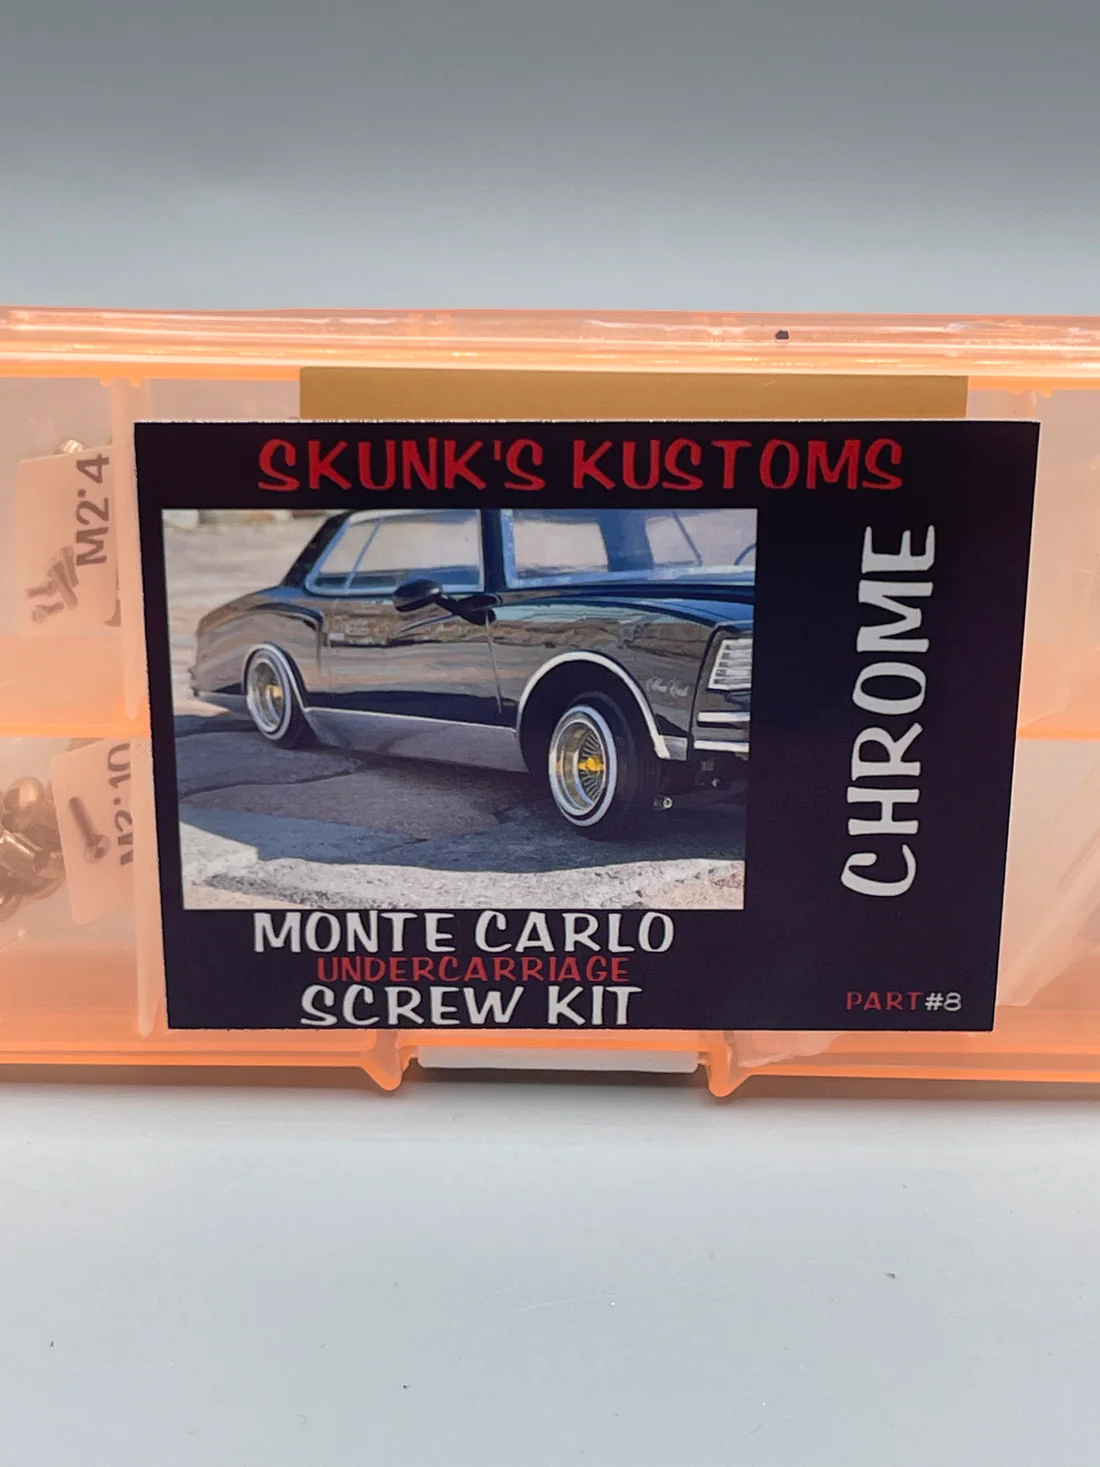 SKUNK'S KUSTOMS
CHROME
MONTE CARLO
UNDERCARRIAGE
SCREW KIT
PART#8
M2*4